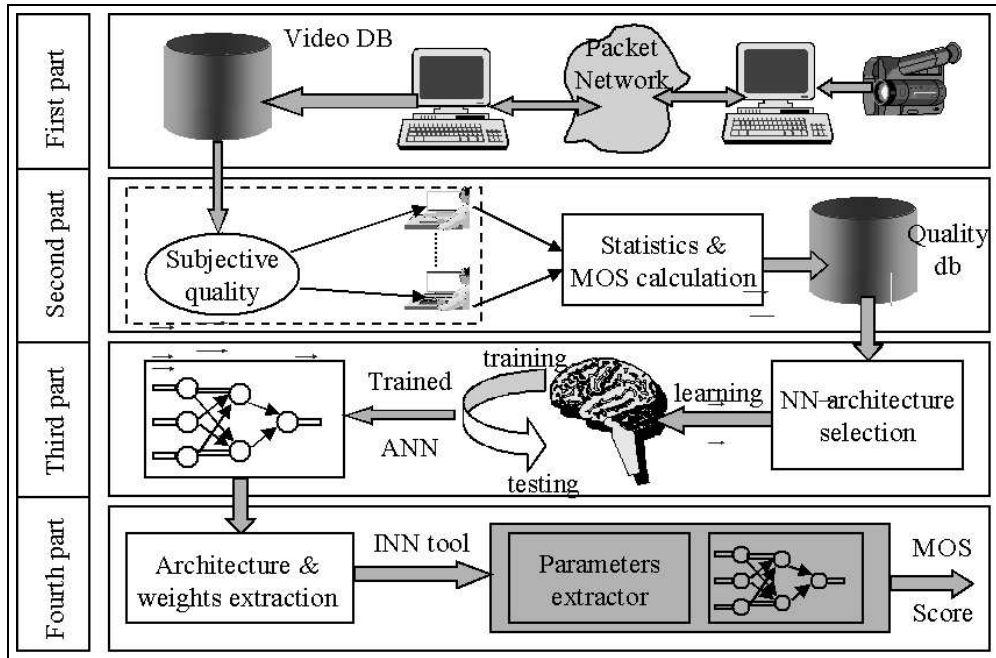 First part
Video DB
Packet
Network
Second part
Subjective
quality
Statistics &
MOS calculation
Quality
db
Third part
Trained
ANN
training
testing
learning
NN-architecture
selection
Fourth part
Architecture &
weights extraction
INN tool
Parameters
extractor
MOS
Score